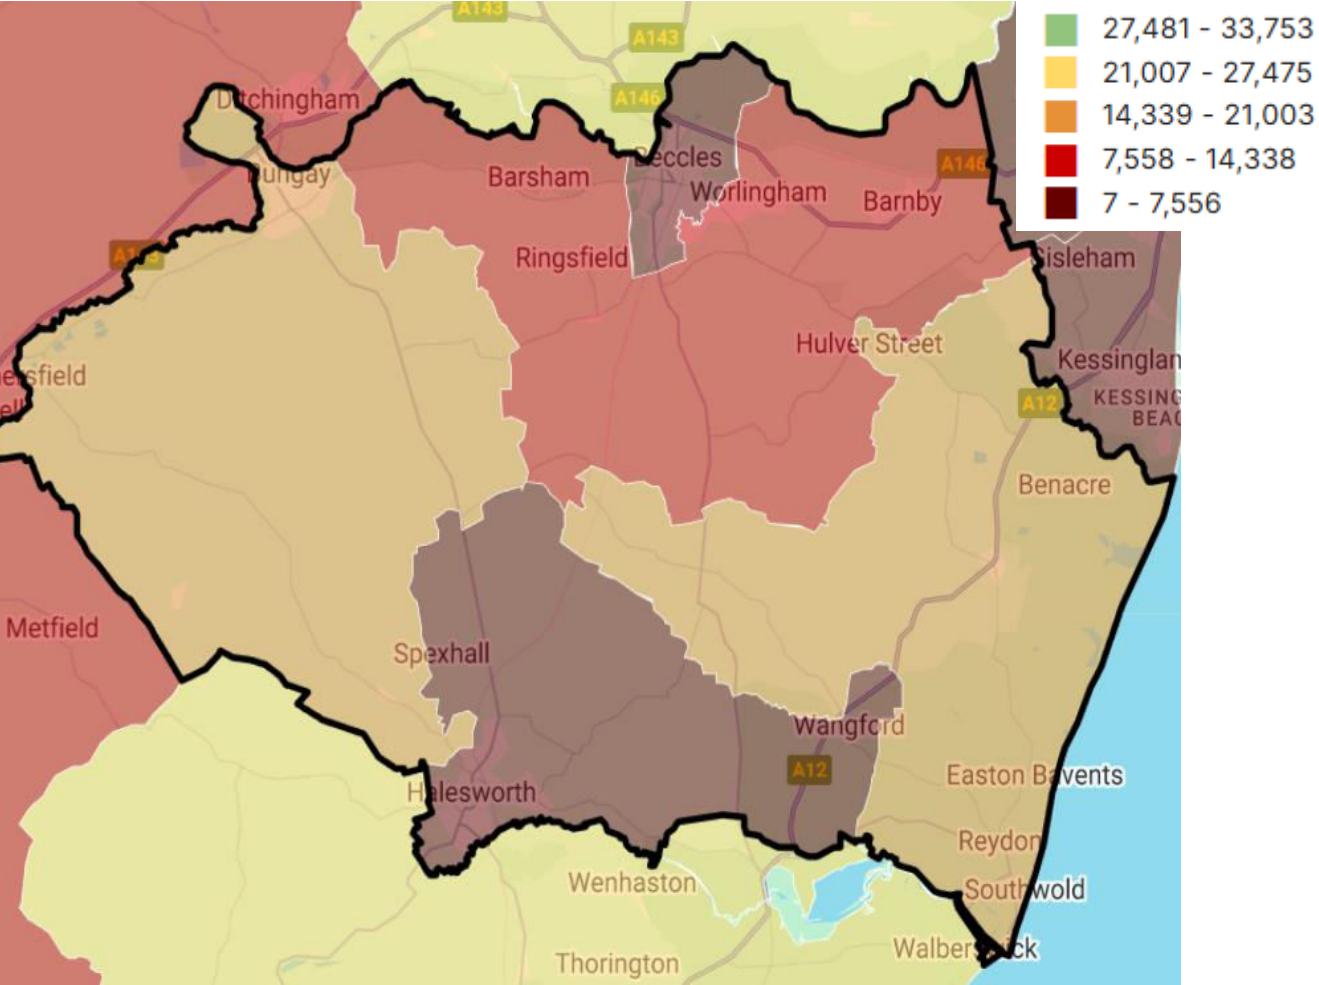 A143
A143
A146
27,481 - 33,753
21,007 - 27,475
14,339 - 21,003
7,558 - 14,338
7 - 7,556
Ditchingham
Beccles
A146
Bungay
Barsham
Worlingham
Barnby
A143
Ringsfield
Gisleham
Hulver Street
Kessinglan
ersfield
A12
KESSING
BEAC
ell
Benacre
Metfield
Spexhall
Wangford
A12
Easton Bavents
Halesworth
Reydon
Wenhaston
Southwold
Walberswick
Thorington